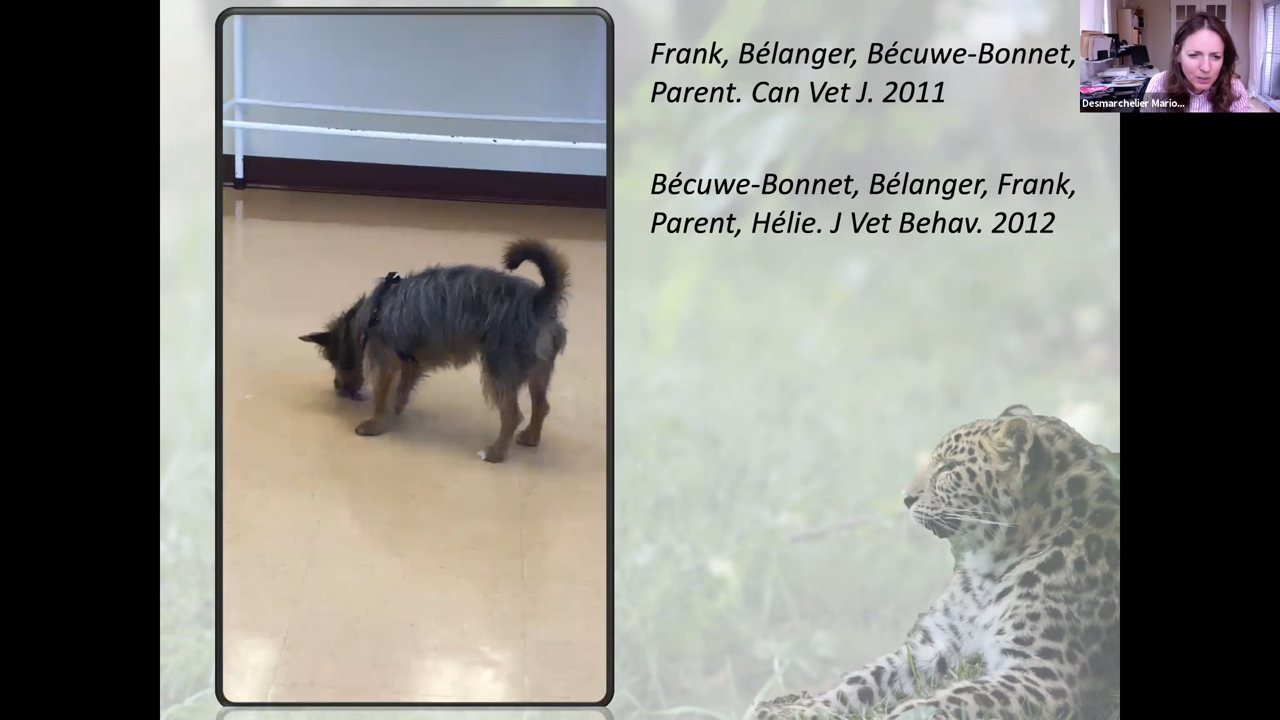 Frank, Bélanger, Bécuwe-Bonnet,
Parent. Can Vet J. 2011
Bécuwe-Bonnet, Bélanger, Frank,
Parent, Hélie. J Vet Behav. 2012
Desmarchelier Mario...